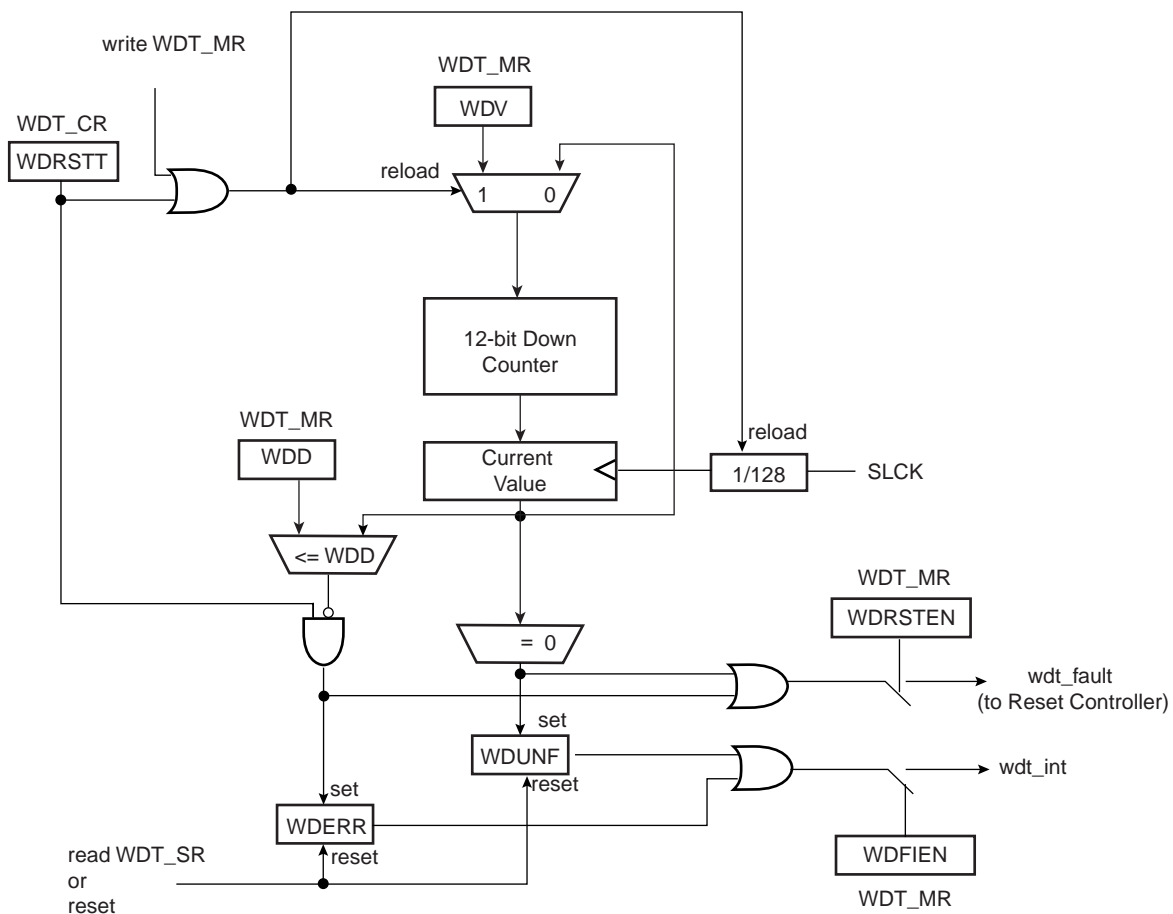 write WDT_MR
WDT_MR
WDV
WDT_CR
WDRSTT
reload
1 0
12-bit Down
Counter
WDT_MR
WDD
Current
Value
reload
1/128
SLCK
<= WDD
= 0
WDT_MR
WDRSTEN
wdt_fault
(to Reset Controller)
set
WDUNF
reset
wdt_int
set
WDERR
reset
read WDT_SR
or
reset
WDFIEN
WDT_MR